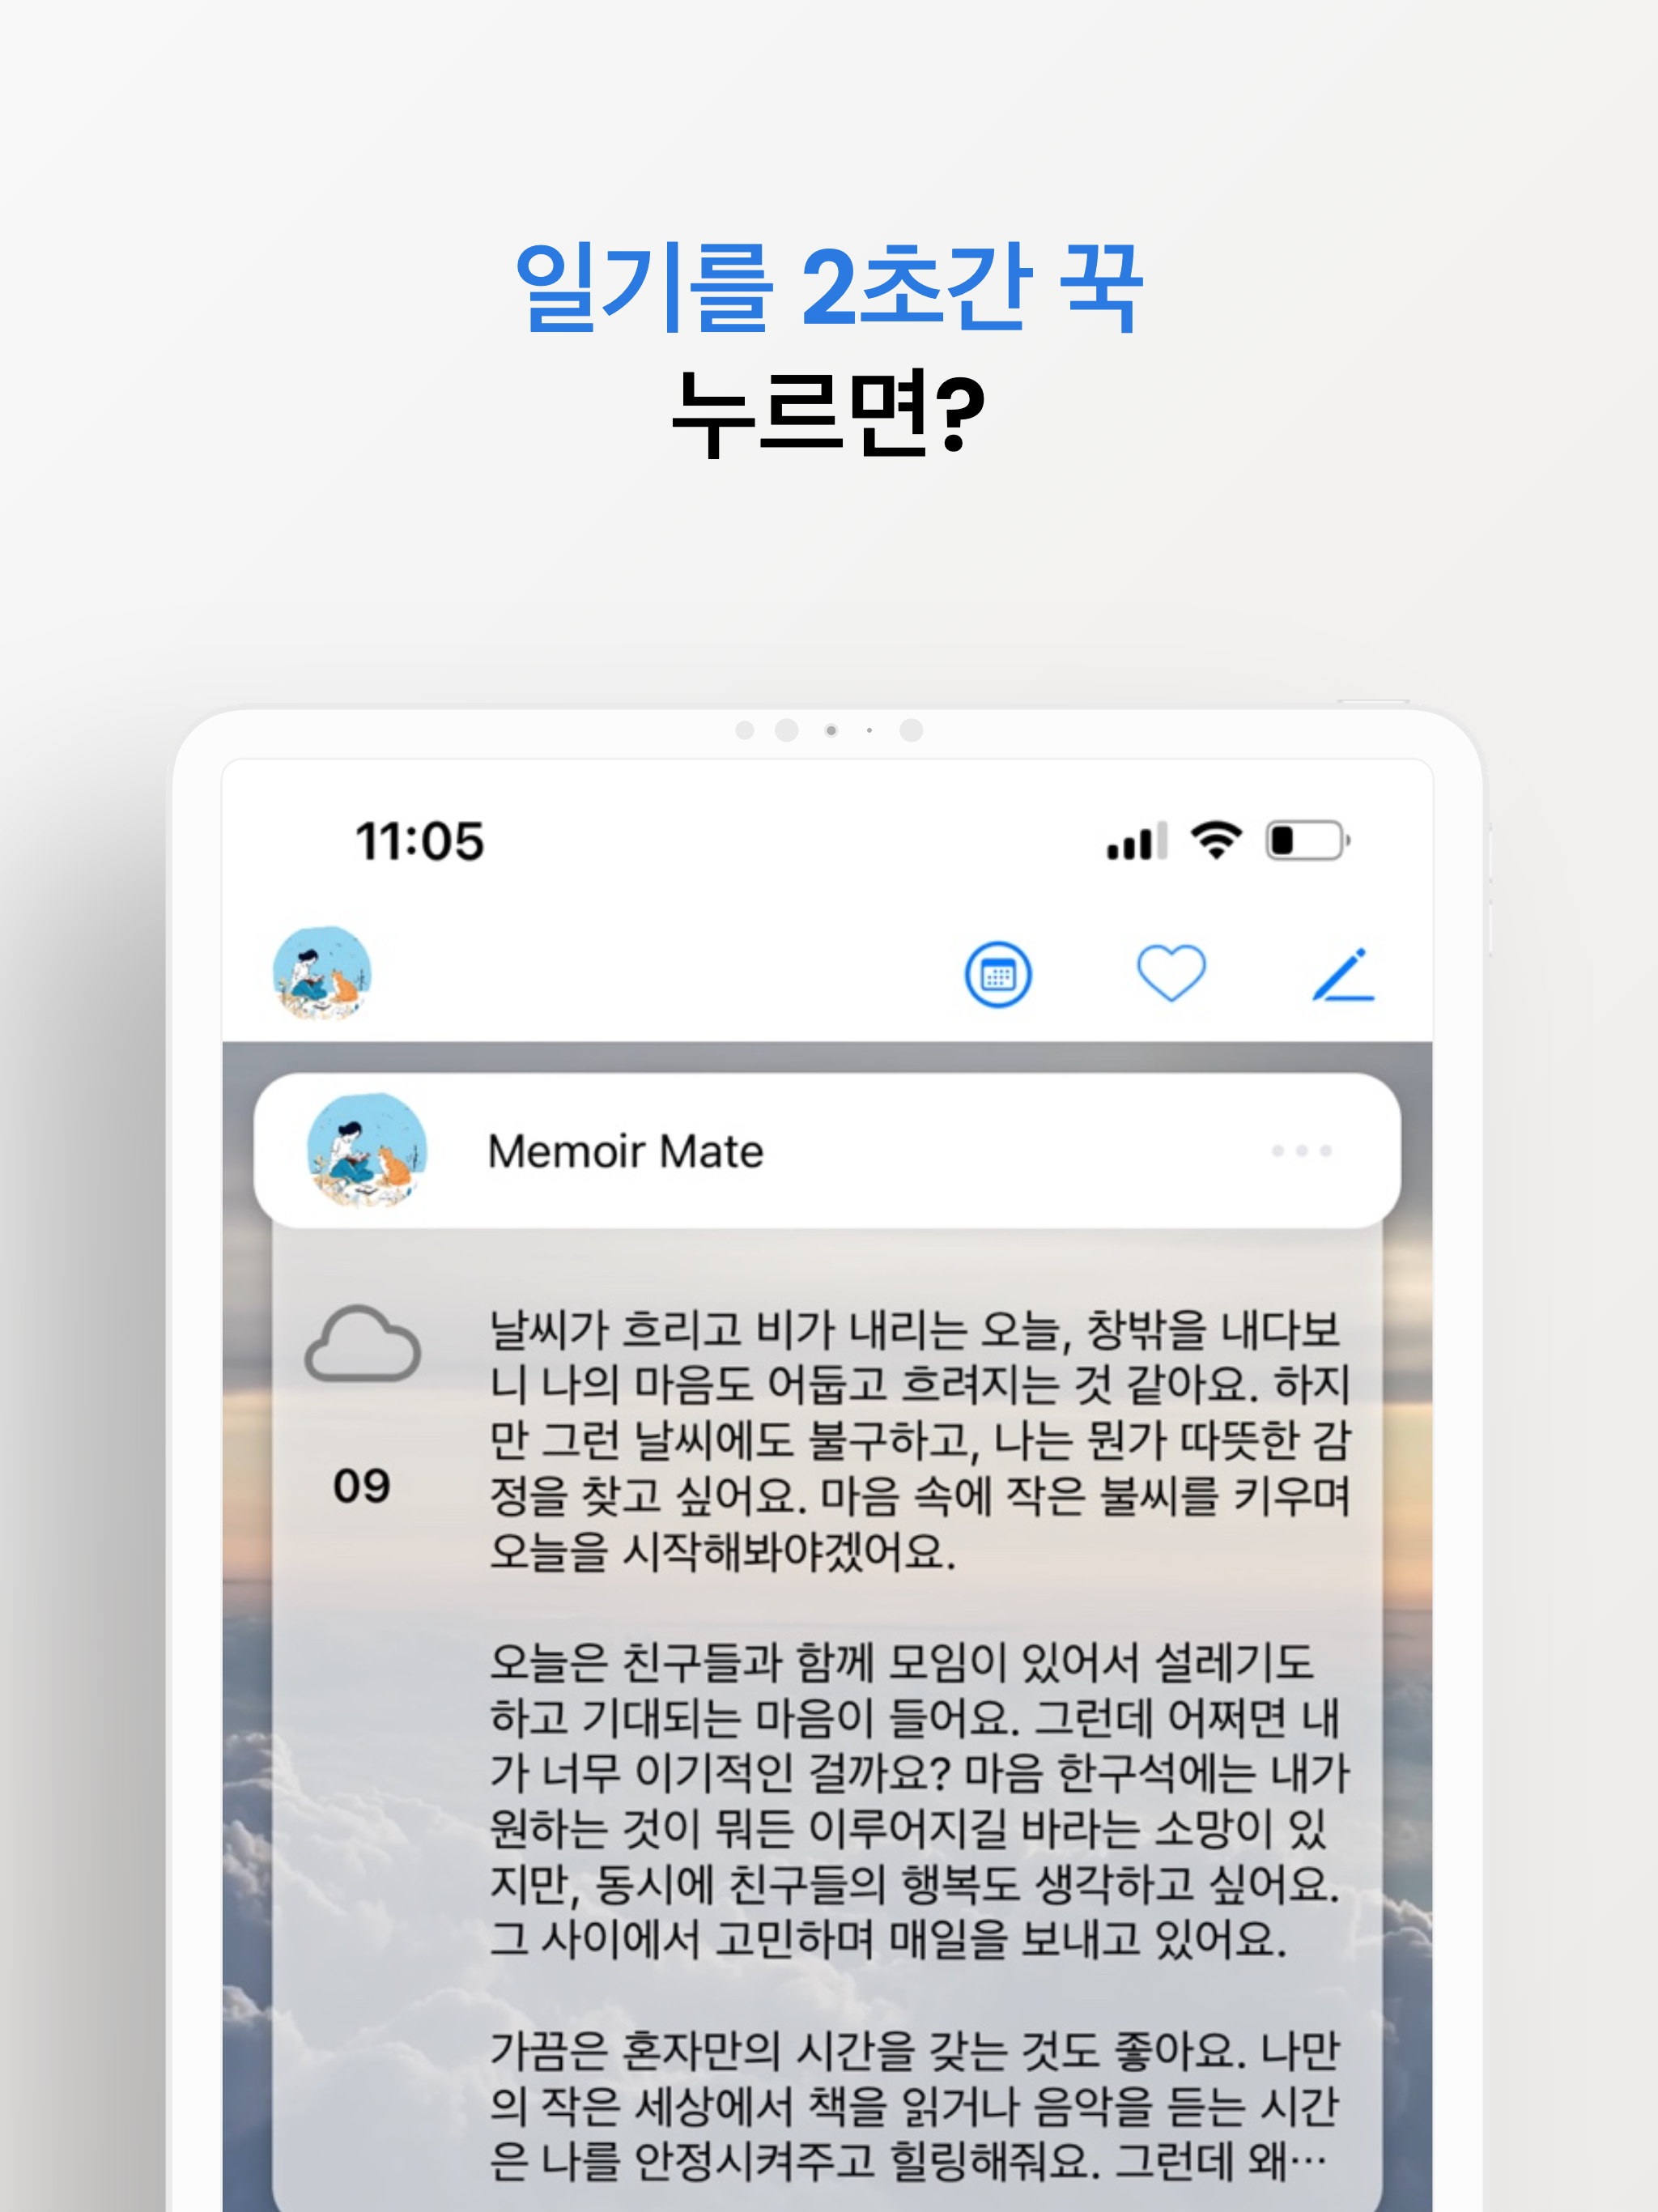 일기를 2초간 꾹
누르면?
11:05
Memoir Mate
날씨가 흐리고 비가 내리는 오늘, 창밖을 내다보
니 나의 마음도 어둡고 흐려지는 것 같아요. 하지
만 그런 날씨에도 불구하고, 나는 뭔가 따뜻한 감
정을 찾고 싶어요. 마음 속에 작은 불씨를 키우며
오늘을 시작해봐야겠어요.
09
오늘은 친구들과 함께 모임이 있어서 설레기도
하고 기대되는 마음이 들어요. 그런데 어쩌면 내
가 너무 이기적인 걸까요? 마음 한구석에는 내가
원하는 것이 뭐든 이루어지길 바라는 소망이 있
지만, 동시에 친구들의 행복도 생각하고 싶어요.
그 사이에서 고민하며 매일을 보내고 있어요.
가끔은 혼자만의 시간을 갖는 것도 좋아요. 나만
의 작은 세상에서 책을 읽거나 음악을 듣는 시간
은 나를 안정시켜주고 힐링해줘요. 그런데 왜…